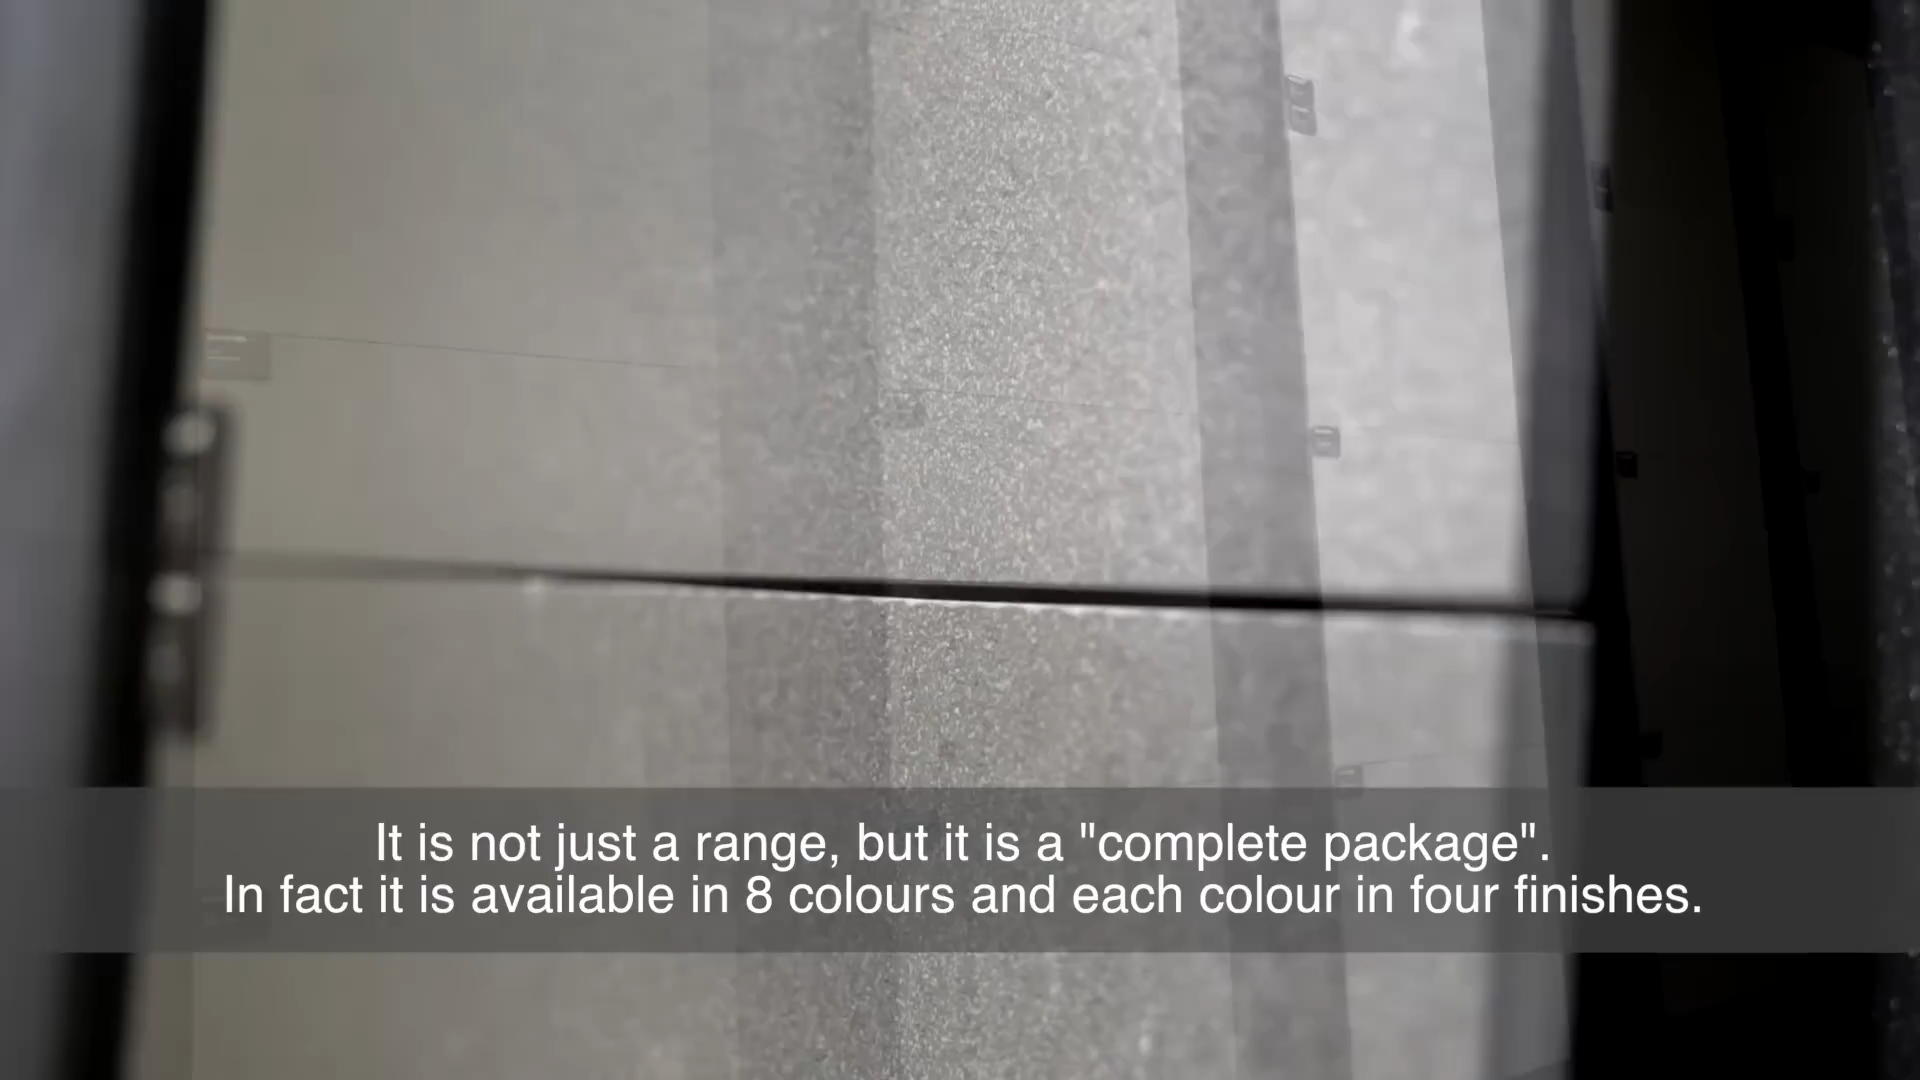 It is not just a range, but it is a "complete package".
In fact it is available in 8 colours and each colour in four finishes.